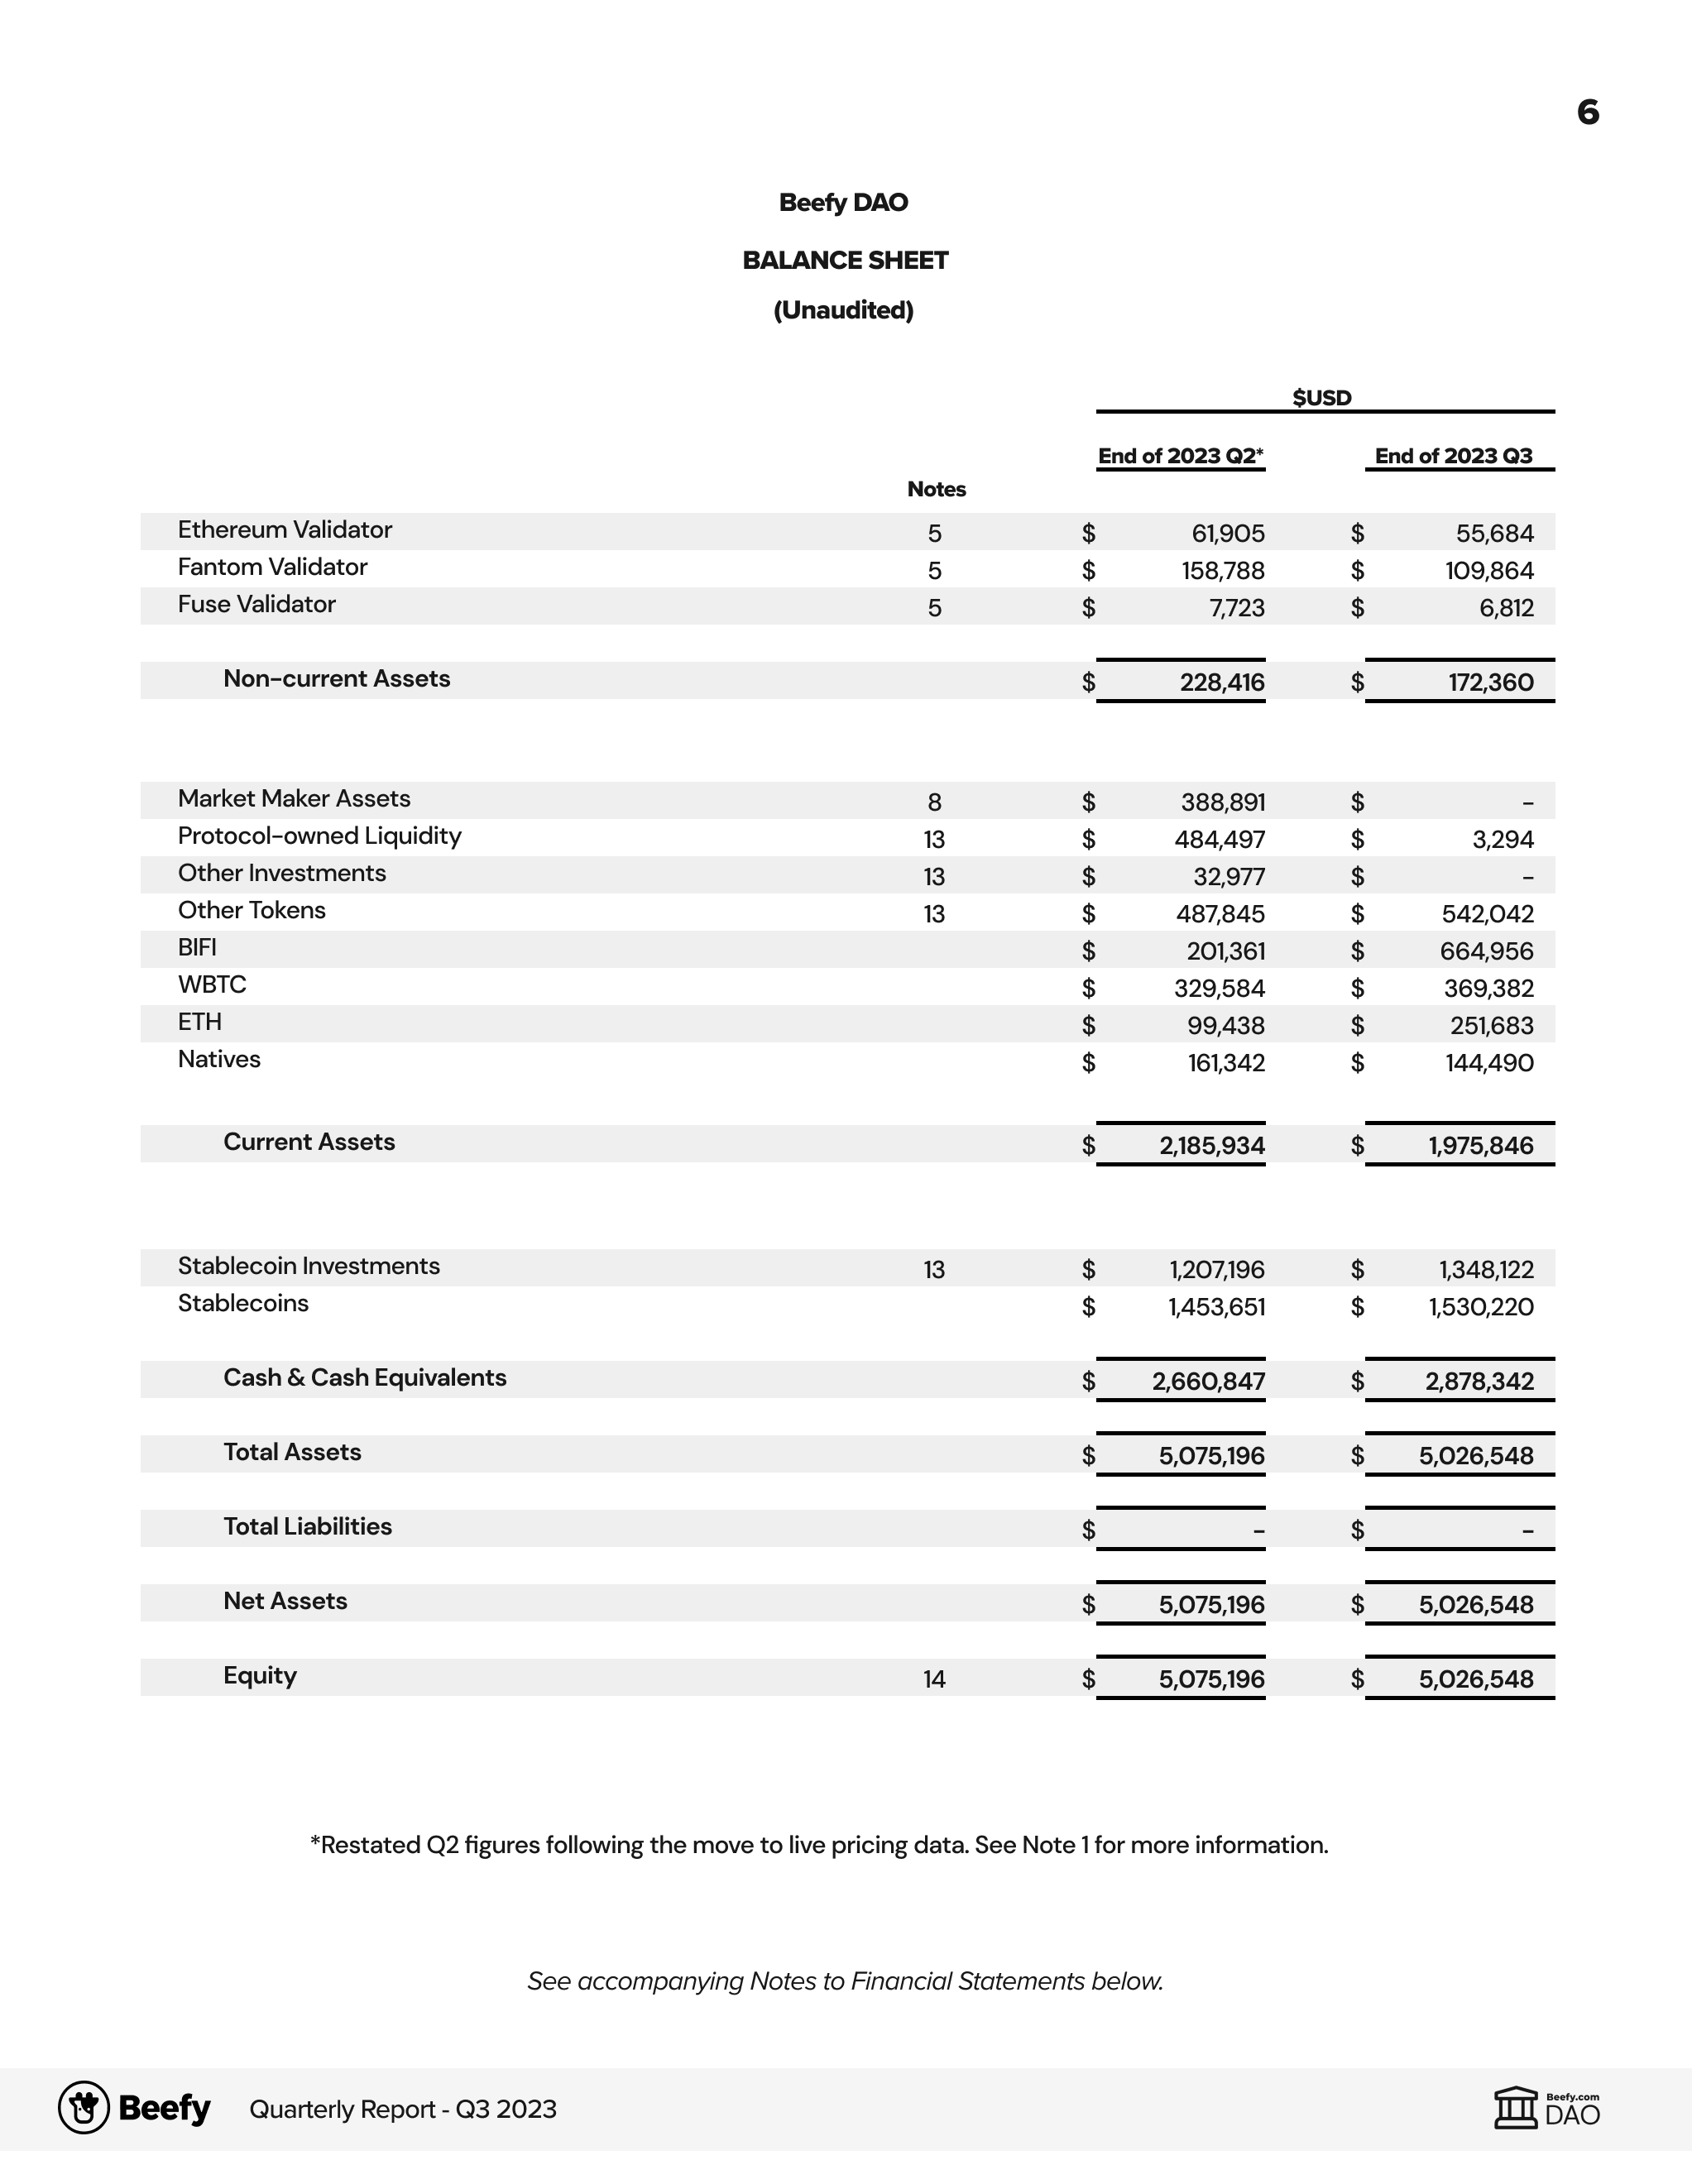 6
Beefy DAO
BALANCE SHEET
(Unaudited)
$USD
End of 2023 Q2* End of 2023 Q3
Notes
Ethereum Validator 5 $ 61,905 $ 55,684
Fantom Validator 5 $ 158,788 $ 109,864
Fuse Validator 5 $ 7,723 $ 6,812
Non-current Assets $ 228,416 $ 172,360
Market Maker Assets 8 $ 388,891 $ -
Protocol-owned Liquidity 13 $ 484,497 $ 3,294
Other Investments 13 $ 32,977 $ -
Other Tokens 13 $ 487,845 $ 542,042
BIFI $ 201,361 $ 664,956
WBTC $ 329,584 $ 369,382
ETH $ 99,438 $ 251,683
Natives $ 161,342 $ 144,490
Current Assets $ 2,185,934 $ 1,975,846
Stablecoin Investments 13 $ 1,207,196 $ 1,348,122
Stablecoins $ 1,453,651 $ 1,530,220
Cash & Cash Equivalents $ 2,660,847 $ 2,878,342
Total Assets $ 5,075,196 $ 5,026,548
Total Liabilities $ - $ -
Net Assets $ 5,075,196 $ 5,026,548
Equity 14 $ 5,075,196 $ 5,026,548
*Restated Q2 figures following the move to live pricing data. See Note 1 for more information.
See accompanying Notes to Financial Statements below.
Beefy Quarterly Report - Q3 2023
Beefy.com
DAO